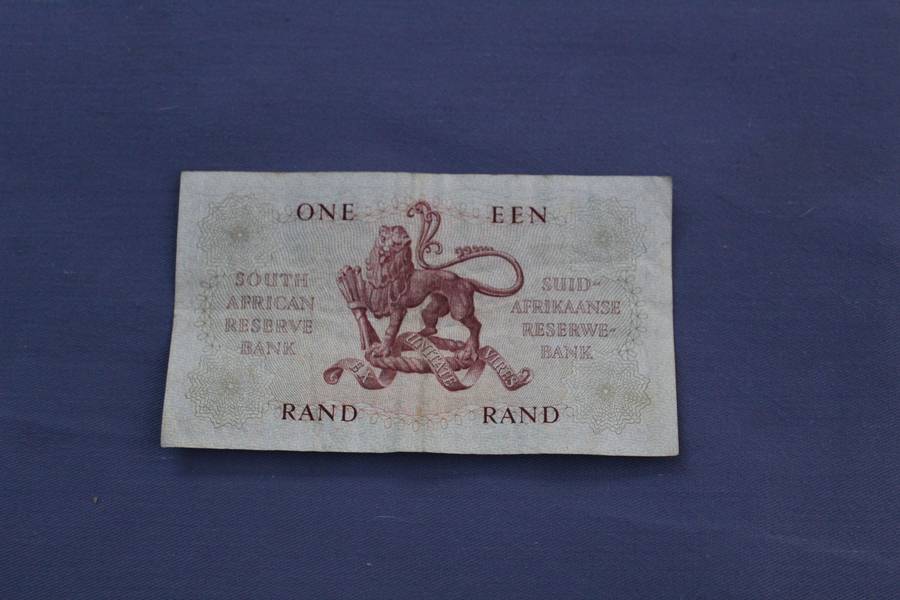 ONE EEN
SOUTH
AFRICAN
RESERVE
BANK
SUID-
AFRIKAANSE
RESERWE-
BANK
EX UNITATE VIRES
RAND RAND